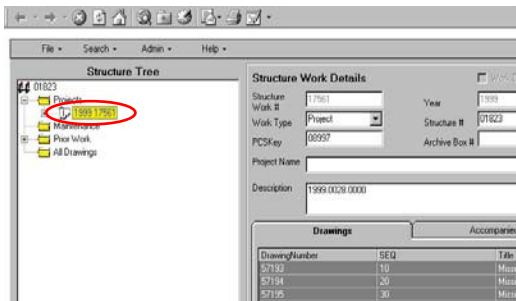 File Search Admin Help
Structure Tree
01823
Projects
1999 17561
Maintenance
Prior Work
All Drawings
Structure Work Details
Structure Work # 17561
Year 1999
Work Type Project
Structure # 01823
PCSKey 08997
Archive Box #
Project Name
Description 1999.0028.0000
Drawings
DrawingNumber SEQ Title
57193 10
57194 20
57195 30